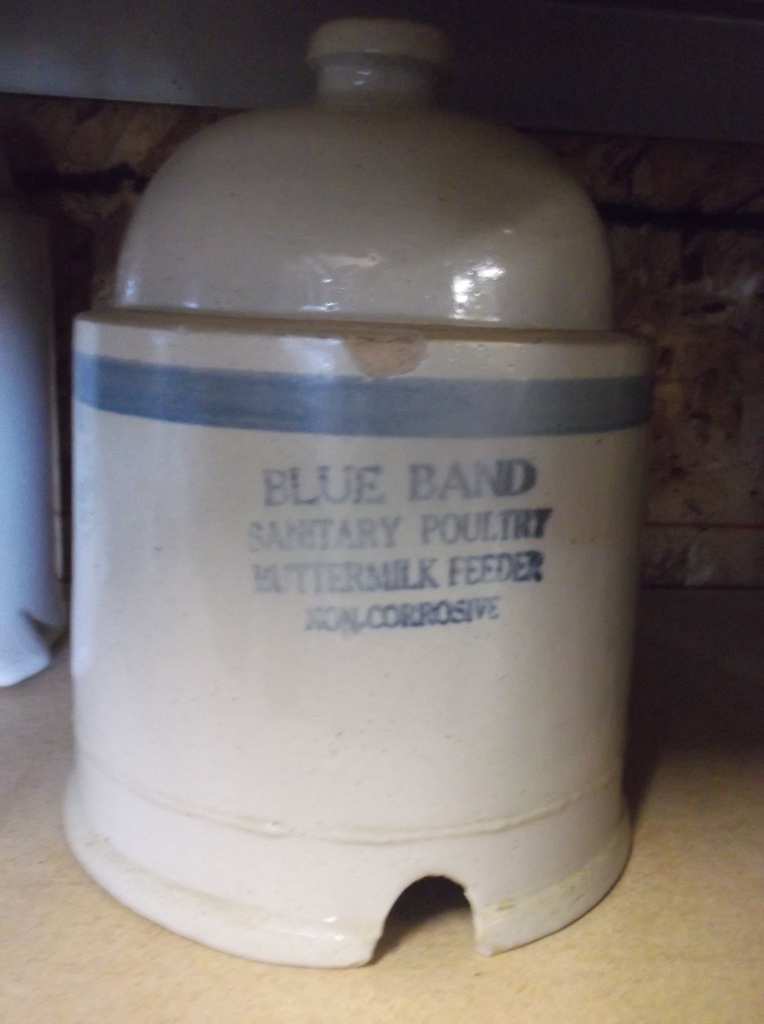 BLUE BAND
SANITARY POULTRY
BUTTERMILK FEEDER
NON-CORROSIVE